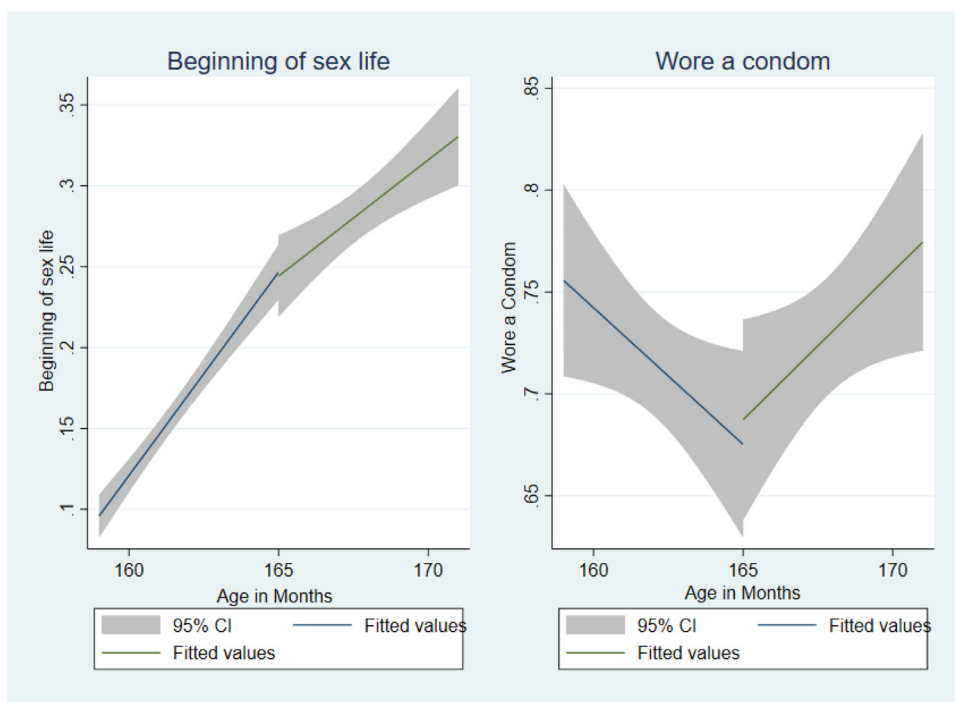 Beginning of sex life
Beginning of sex life
.1 .15 .2 .25 .3 .35
160 165 170
Age in Months
95% CI Fitted values
Fitted values
Wore a condom
Wore a Condom
.65 .7 .75 .8 .85
160 165 170
Age in Months
95% CI Fitted values
Fitted values